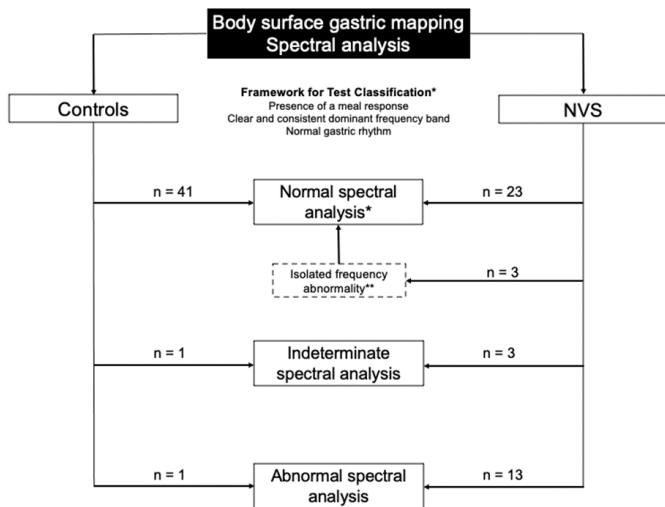 Body surface gastric mapping
Spectral analysis
Controls
Framework for Test Classification*
Presence of a meal response
Clear and consistent dominant frequency band
Normal gastric rhythm
NVS
n = 41
Normal spectral
analysis*
n = 23
Isolated frequency
abnormality**
n = 3
n = 1
Indeterminate
spectral analysis
n = 3
n = 1
Abnormal spectral
analysis
n = 13